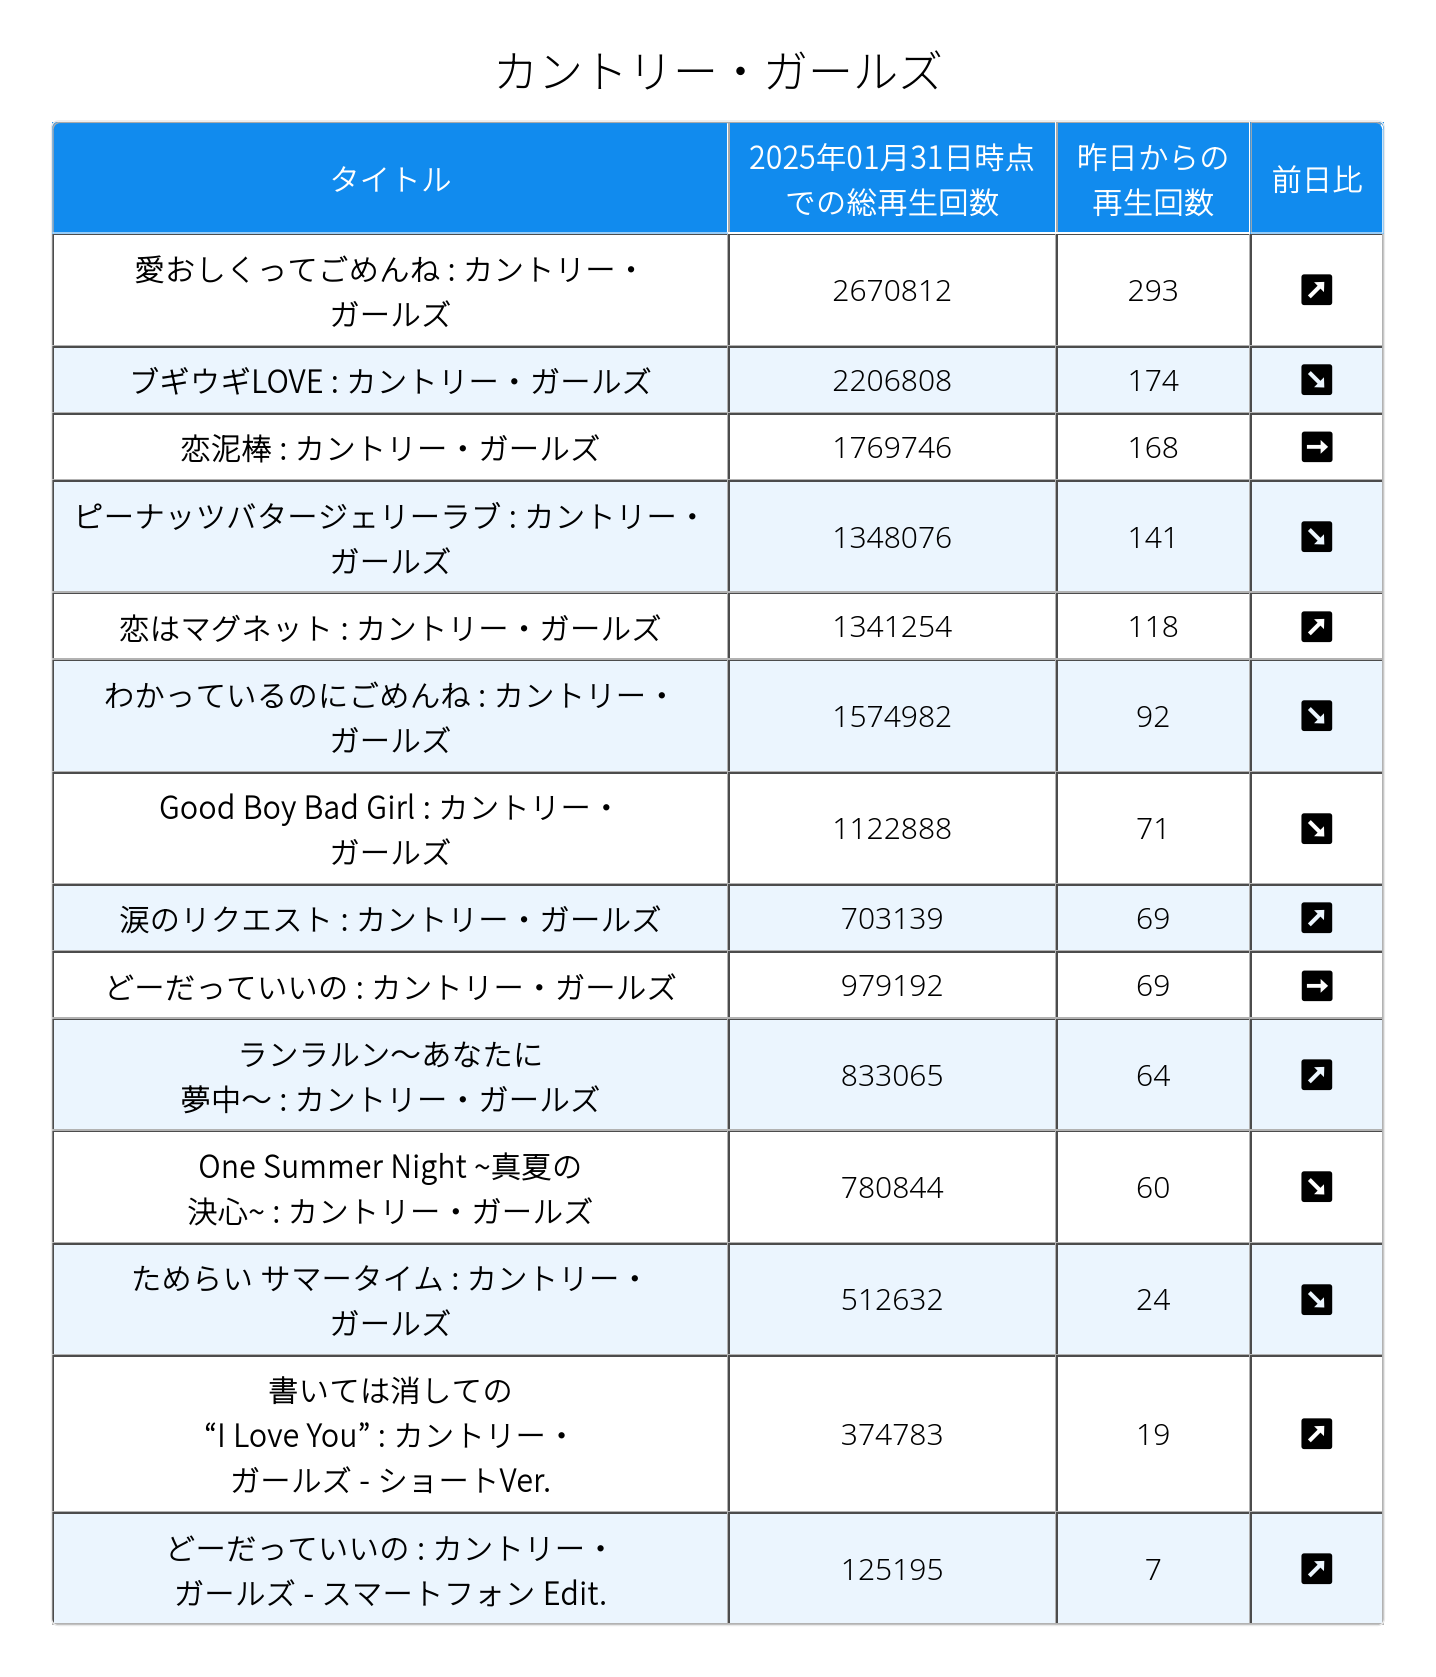 カントリー・ガールズ
タイトル
2025年01月31日時点
での総再生回数
昨日からの
再生回数
前日比
愛おしくってごめんね : カントリー・
ガールズ
2670812
293
ブギウギLOVE : カントリー・ガールズ
2206808
174
恋泥棒 : カントリー・ガールズ
1769746
168
ピーナッツバタージェリーラブ : カントリー・
ガールズ
1348076
141
恋はマグネット : カントリー・ガールズ
1341254
118
わかっているのにごめんね : カントリー・
ガールズ
1574982
92
Good Boy Bad Girl : カントリー・
ガールズ
1122888
71
涙のリクエスト : カントリー・ガールズ
703139
69
どーだっていいの : カントリー・ガールズ
979192
69
ランラルン〜あなたに
夢中〜 : カントリー・ガールズ
833065
64
One Summer Night ~真夏の
決心~ : カントリー・ガールズ
780844
60
ためらい サマータイム : カントリー・
ガールズ
512632
24
書いては消しての
“I Love You” : カントリー・
ガールズ - ショートVer.
374783
19
どーだっていいの : カントリー・
ガールズ - スマートフォン Edit.
125195
7